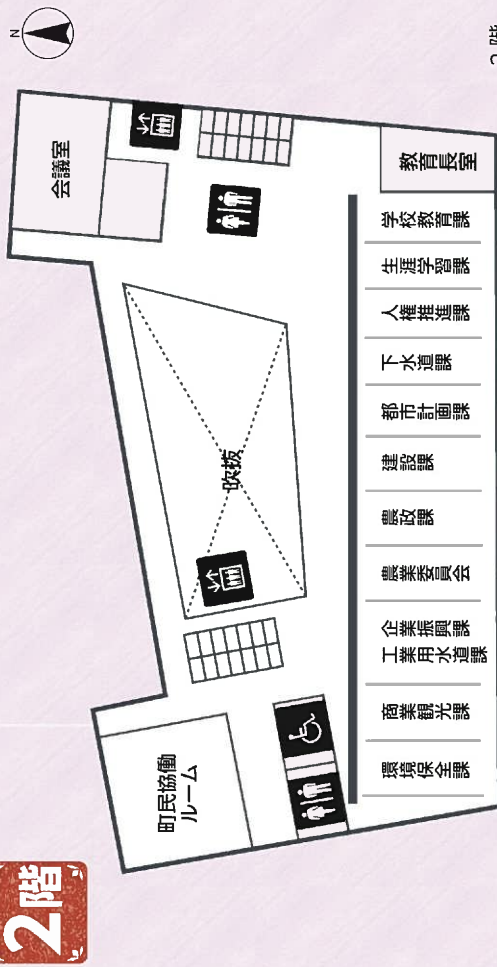 2階
N
2階
会議室
吹抜
町民協働
ルーム
教育長室
学校教育課
生涯学習課
人権推進課
下水道課
都市計画課
建設課
農政課
農業委員会
企業振興課
工業用水道課
商業観光課
環境保全課